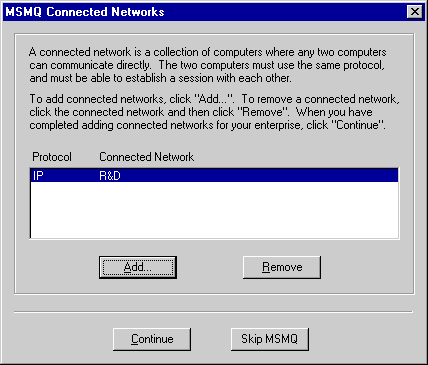 MSMQ Connected Networks
A connected network is a collection of computers where any two computers
can communicate directly.  The two computers must use the same protocol,
and must be able to establish a session with each other.
To add connected networks, click "Add...".  To remove a connected network,
click the connected network and then click "Remove".  When you have
completed adding connected networks for your enterprise, click "Continue".
Protocol Connected Network
IP R&D
Add... Remove
Continue Skip MSMQ